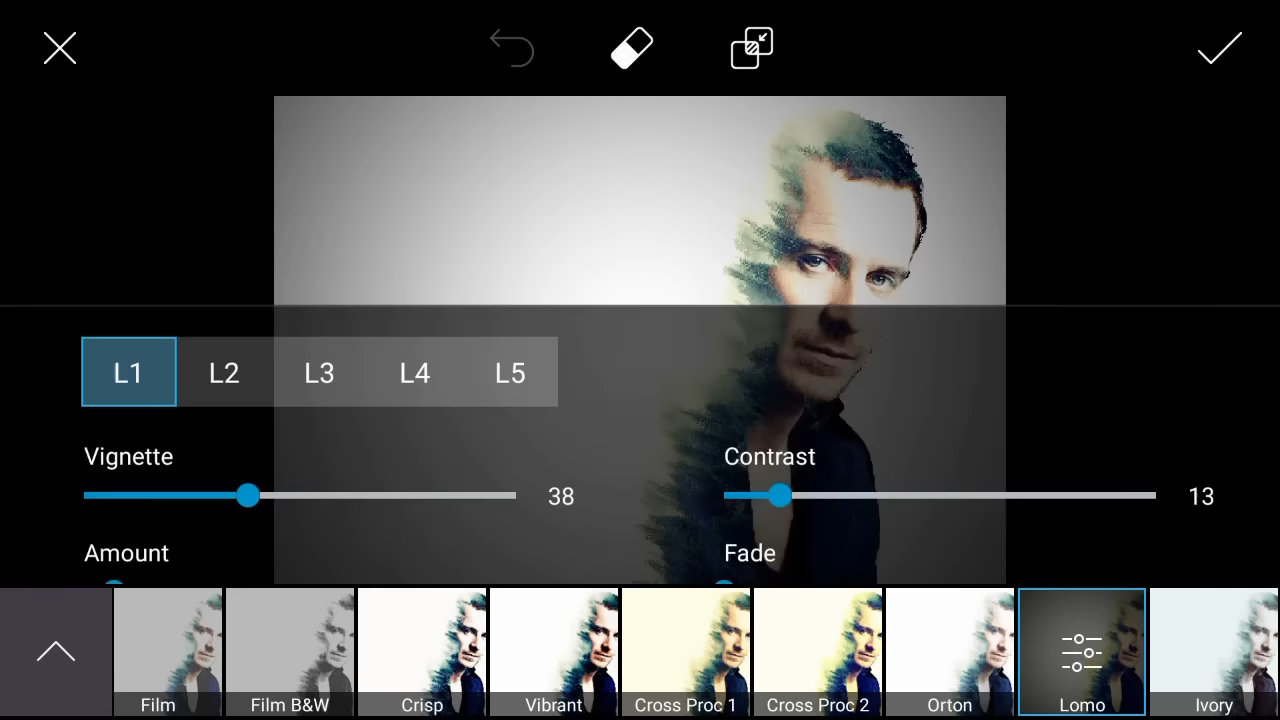 L1 L2 L3 L4 L5
Vignette
38
Contrast
13
Amount
Fade
Film
Film B&W
Crisp
Vibrant
Cross Proc 1
Cross Proc 2
Orton
Lomo
Ivory